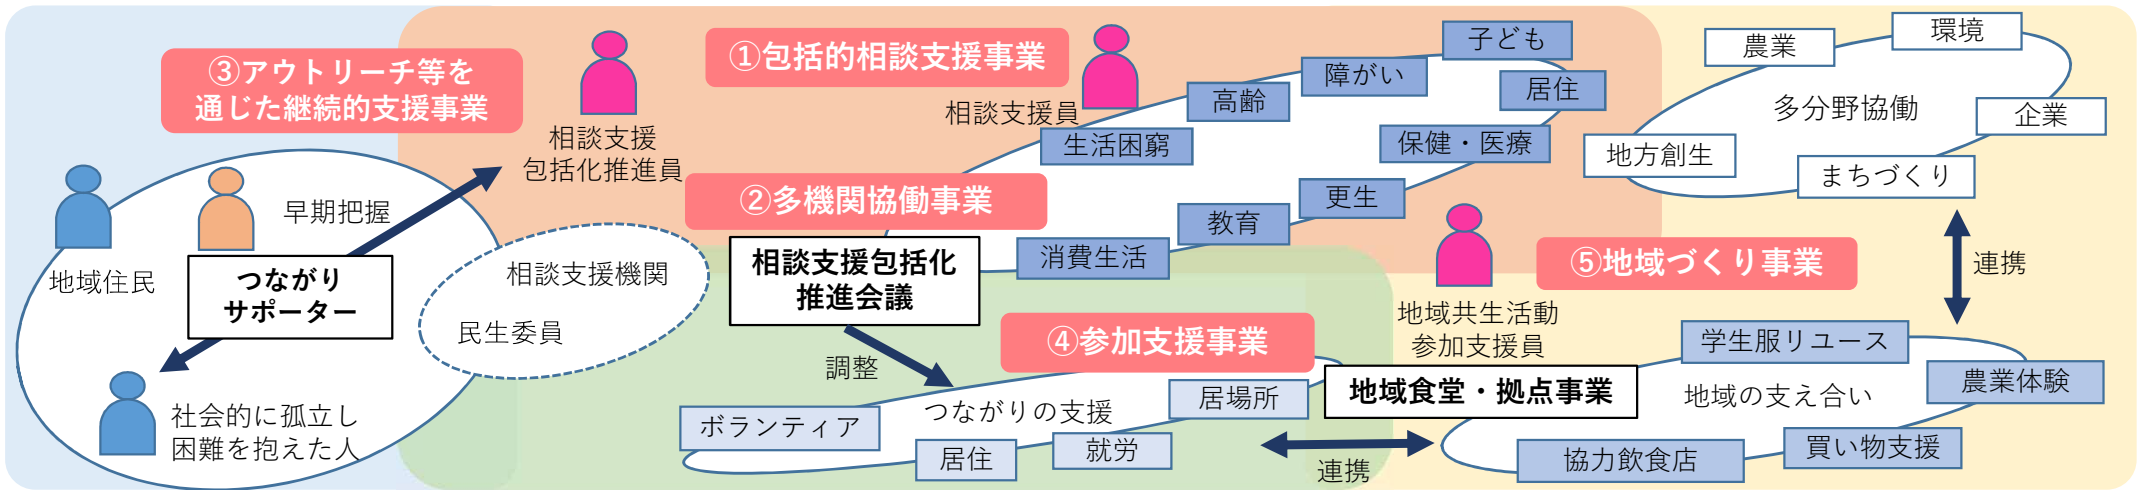 ③アウトリーチ等を
通じた継続的支援事業
相談支援
包括化推進員
早期把握
地域住民
つながり
サポーター
社会的に孤立し
困難を抱えた人
相談支援機関
民生委員
①包括的相談支援事業
相談支援員
生活困窮
高齢
障がい
子ども
居住
保健・医療
更生
教育
消費生活
②多機関協働事業
相談支援包括化
推進会議
調整
④参加支援事業
ボランティア
つながりの支援
居場所
居住
就労
連携
農業
環境
多分野協働
企業
地方創生
まちづくり
連携
⑤地域づくり事業
地域共生活動
参加支援員
地域食堂・拠点事業
学生服リユース
農業体験
地域の支え合い
買い物支援
協力飲食店